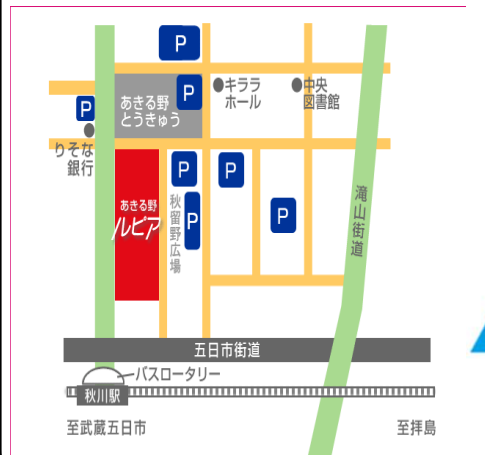 P
あきる野
とうきゅう
P
P
キララ
ホール
中央
図書館
りそな
銀行
P
P
あきる野
ルピア
秋留野広場
P
P
滝山街道
五日市街道
バスロータリー
秋川駅
至武蔵五日市
至拝島